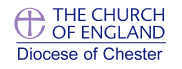 THE CHURCH
OF ENGLAND
Diocese of Chester